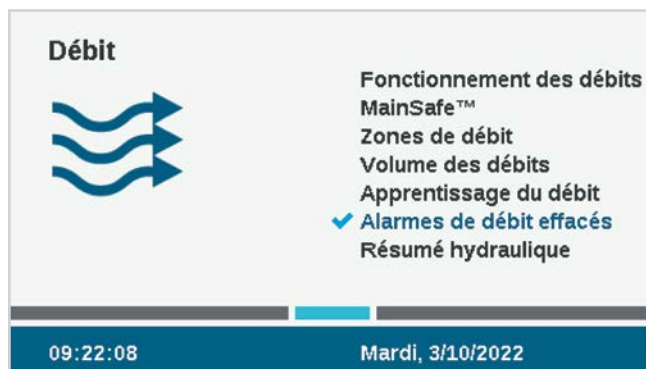 Débit
Fonctionnement des débits
MainSafe™
Zones de débit
Volume des débits
Apprentissage du débit
Alarmes de débit effacés
Résumé hydraulique
09:22:08
Mardi, 3/10/2022